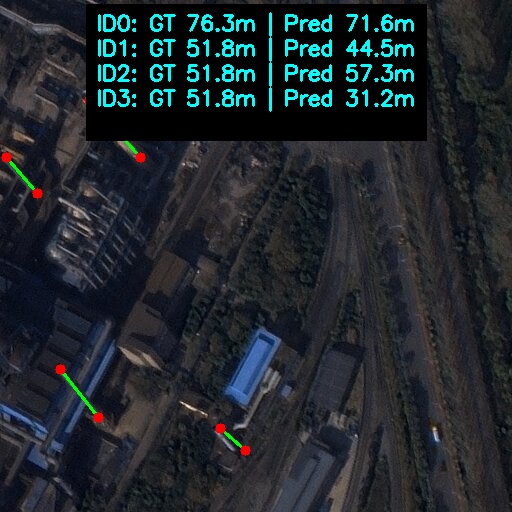 ID0: GT 76.3m | Pred 71.6m
ID1: GT 51.8m | Pred 44.5m
ID2: GT 51.8m | Pred 57.3m
ID3: GT 51.8m | Pred 31.2m